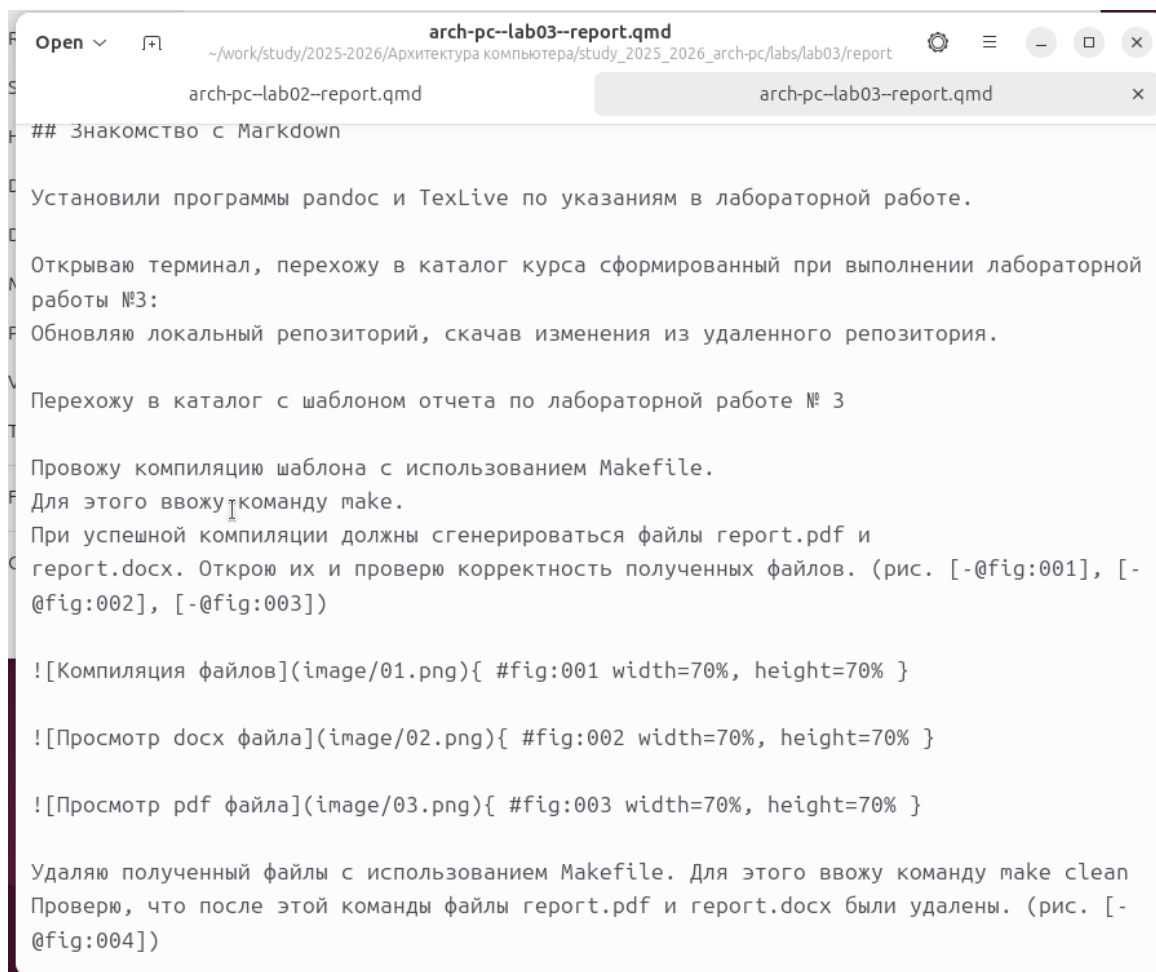 Open
arch-pc--lab03--report.qmd
~/work/study/2025-2026/Архитектура компьютера/study_2025_2026_arch-pc/labs/lab03/report
arch-pc--lab02--report.qmd
arch-pc--lab03--report.qmd
## Знакомство с Markdown
Установили программы pandoc и TexLive по указаниям в лабораторной работе.
Открываю терминал, перехожу в каталог курса сформированный при выполнении лабораторной
работы №3:
Обновляю локальный репозиторий, скачав изменения из удаленного репозитория.
Перехожу в каталог с шаблоном отчета по лабораторной работе № 3
Провожу компиляцию шаблона с использованием Makefile.
Для этого ввожу команду make.
При успешной компиляции должны сгенерироваться файлы report.pdf и
report.docx. Открою их и проверю корректность полученных файлов. (рис. [-@fig:001], [-
@fig:002], [-@fig:003])
![Компиляция файлов](image/01.png){ #fig:001 width=70%, height=70% }
![Просмотр docx файла](image/02.png){ #fig:002 width=70%, height=70% }
![Просмотр pdf файла](image/03.png){ #fig:003 width=70%, height=70% }
Удаляю полученный файлы с использованием Makefile. Для этого ввожу команду make clean
Проверю, что после этой команды файлы report.pdf и report.docx были удалены. (рис. [-
@fig:004])